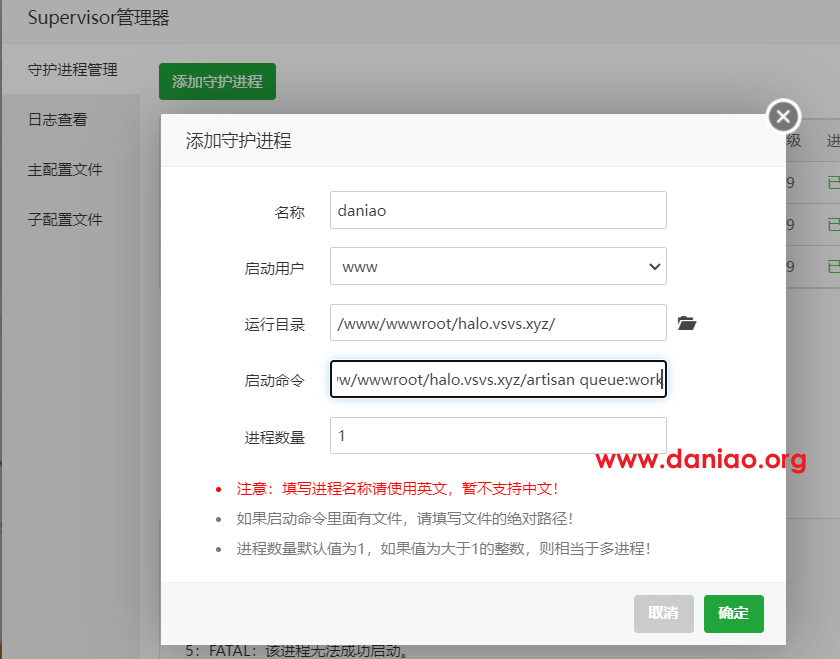 Supervisor管理器
守护进程管理
添加守护进程
日志查看
主配置文件
子配置文件
级 进
9 已
9 已
9 已
添加守护进程
名称 daniao
启动用户 www
运行目录 /www/wwwroot/halo.vsvs.xyz/
启动命令 w/wwwroot/halo.vsvs.xyz/artisan queue:work
进程数量 1
www.daniao.org
注意：填写进程名称请使用英文，暂不支持中文！
如果启动命令里面有文件，请填写文件的绝对路径！
进程数量默认值为1，如果值为大于1的整数，则相当于多进程！
取消 确定
5：FATAL：该进程无法成功启动。